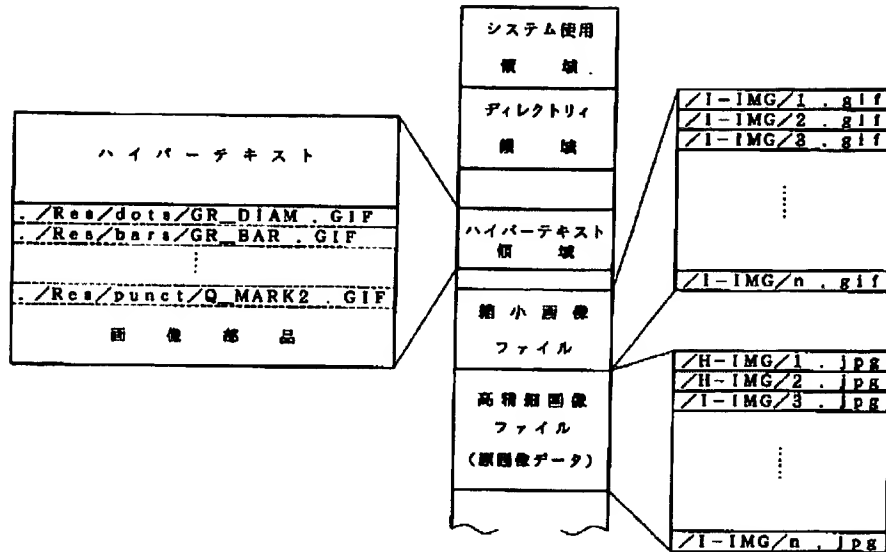 システム使用
領 域
ディレクトリィ
領 域
ハイパーテキスト
領 域
縮小画像
ファイル
高精細画像
ファイル
(原画像データ)
ハイパーテキスト
./Res/dots/GR_DIAM.GIF
./Res/bars/GR_BAR.GIF
./Res/punct/Q_MARK2.GIF
画像部品
/I-IMG/1.gif
/I-IMG/2.gif
/I-IMG/3.gif
/I-IMG/n.gif
/H-IMG/1.jpg
/H-IMG/2.jpg
/I-IMG/3.jpg
/I-IMG/n.jpg